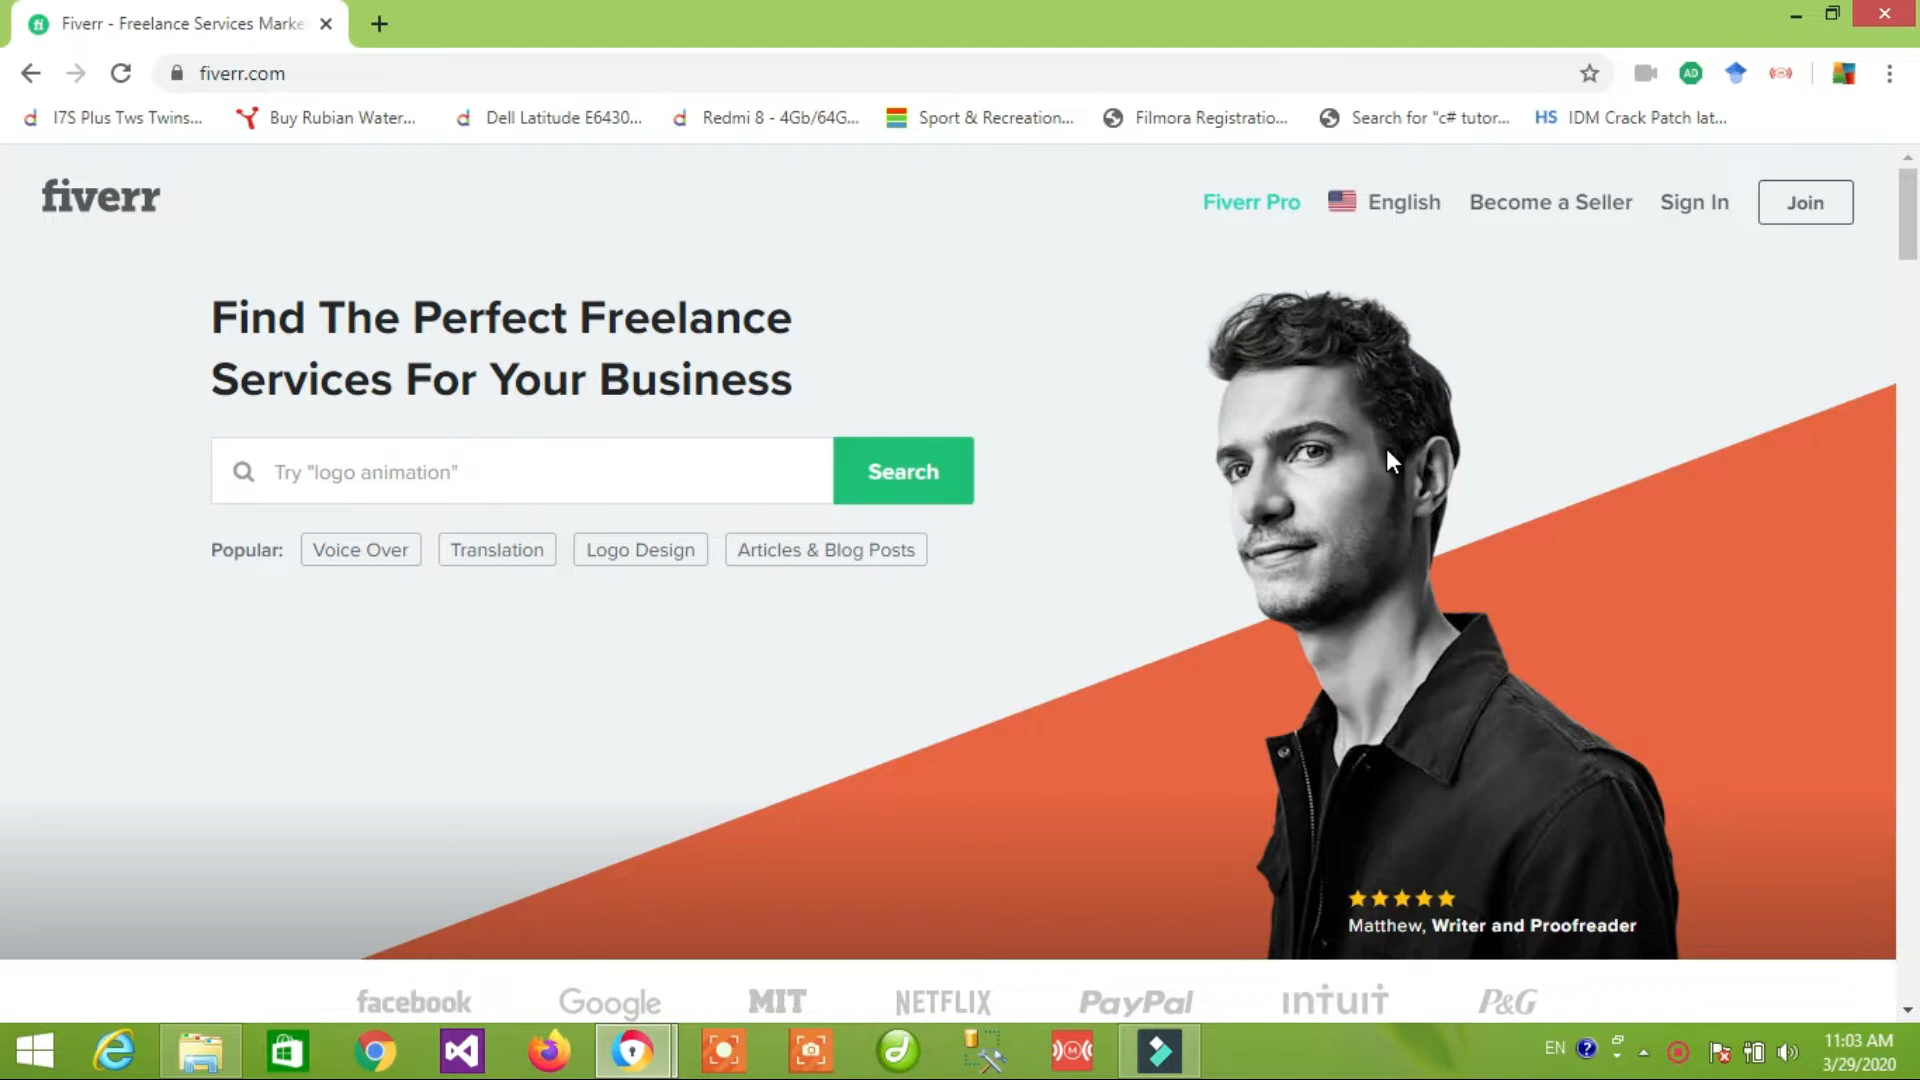 Fiverr - Freelance Services Marke
fiverr.com
I7S Plus Tws Twins...
Buy Rubian Water...
Dell Latitude E6430...
Redmi 8 - 4Gb/64G...
Sport & Recreation...
Filmora Registratio...
Search for "c# tutor...
HS IDM Crack Patch lat...
fiverr
Fiverr Pro
English
Become a Seller
Sign In
Join
Find The Perfect Freelance
Services For Your Business
Try "logo animation"
Search
Popular:
Voice Over
Translation
Logo Design
Articles & Blog Posts
Matthew, Writer and Proofreader
facebook
Google
MIT
NETFLIX
PayPal
intuit
P&G
EN
11:03 AM
3/29/2020